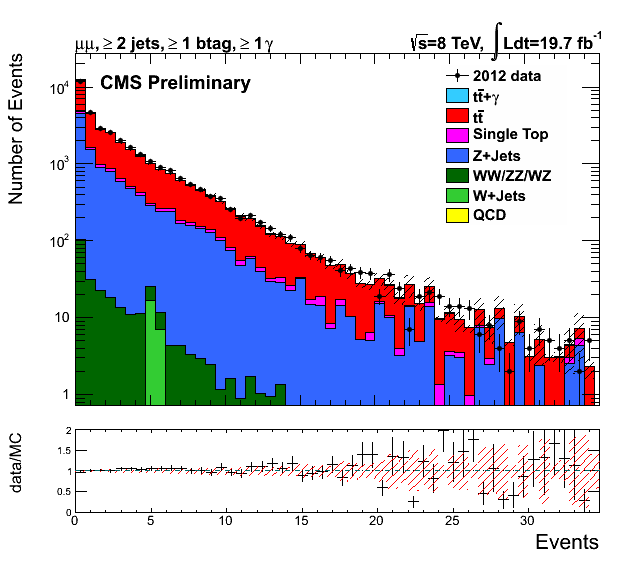 μμ, ≥ 2 jets, ≥ 1 btag, ≥ 1 γ
√s=8 TeV, ∫Ldt=19.7 fb⁻¹
CMS Preliminary
2012 data
tt̄+γ
tt̄
Single Top
Z+Jets
WW/ZZ/WZ
W+Jets
QCD
Number of Events
10⁴
10³
10²
10
1
data/MC
2
1.5
1
0.5
0
0 5 10 15 20 25 30
Events